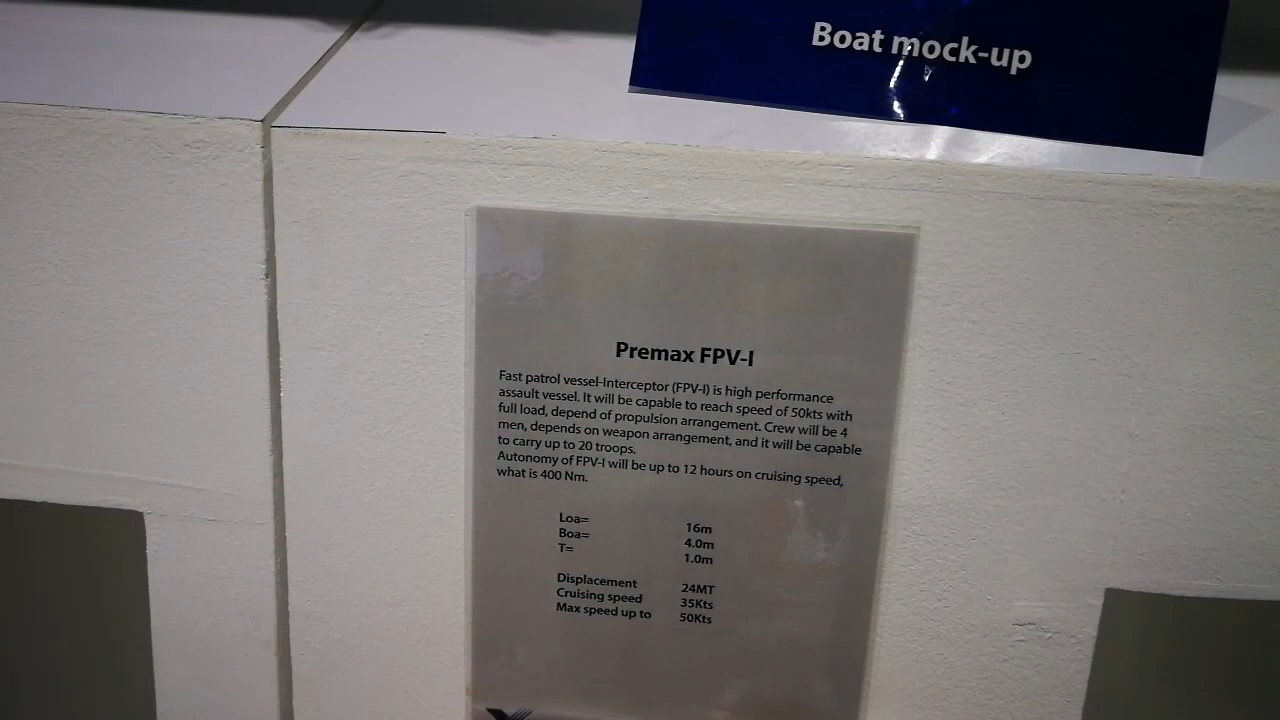 Boat mock-up
Premax FPV-I
Fast patrol vessel-Interceptor (FPV-I) is high performance
assault vessel. It will be capable to reach speed of 50kts with
full load, depend of propulsion arrangement. Crew will be 4
men, depends on weapon arrangement, and it will be capable
to carry up to 20 troops.
Autonomy of FPV-I will be up to 12 hours on cruising speed,
what is 400 Nm.
Loa= 16m
Boa= 4.0m
T= 1.0m
Displacement 24MT
Cruising speed 35Kts
Max speed up to 50Kts